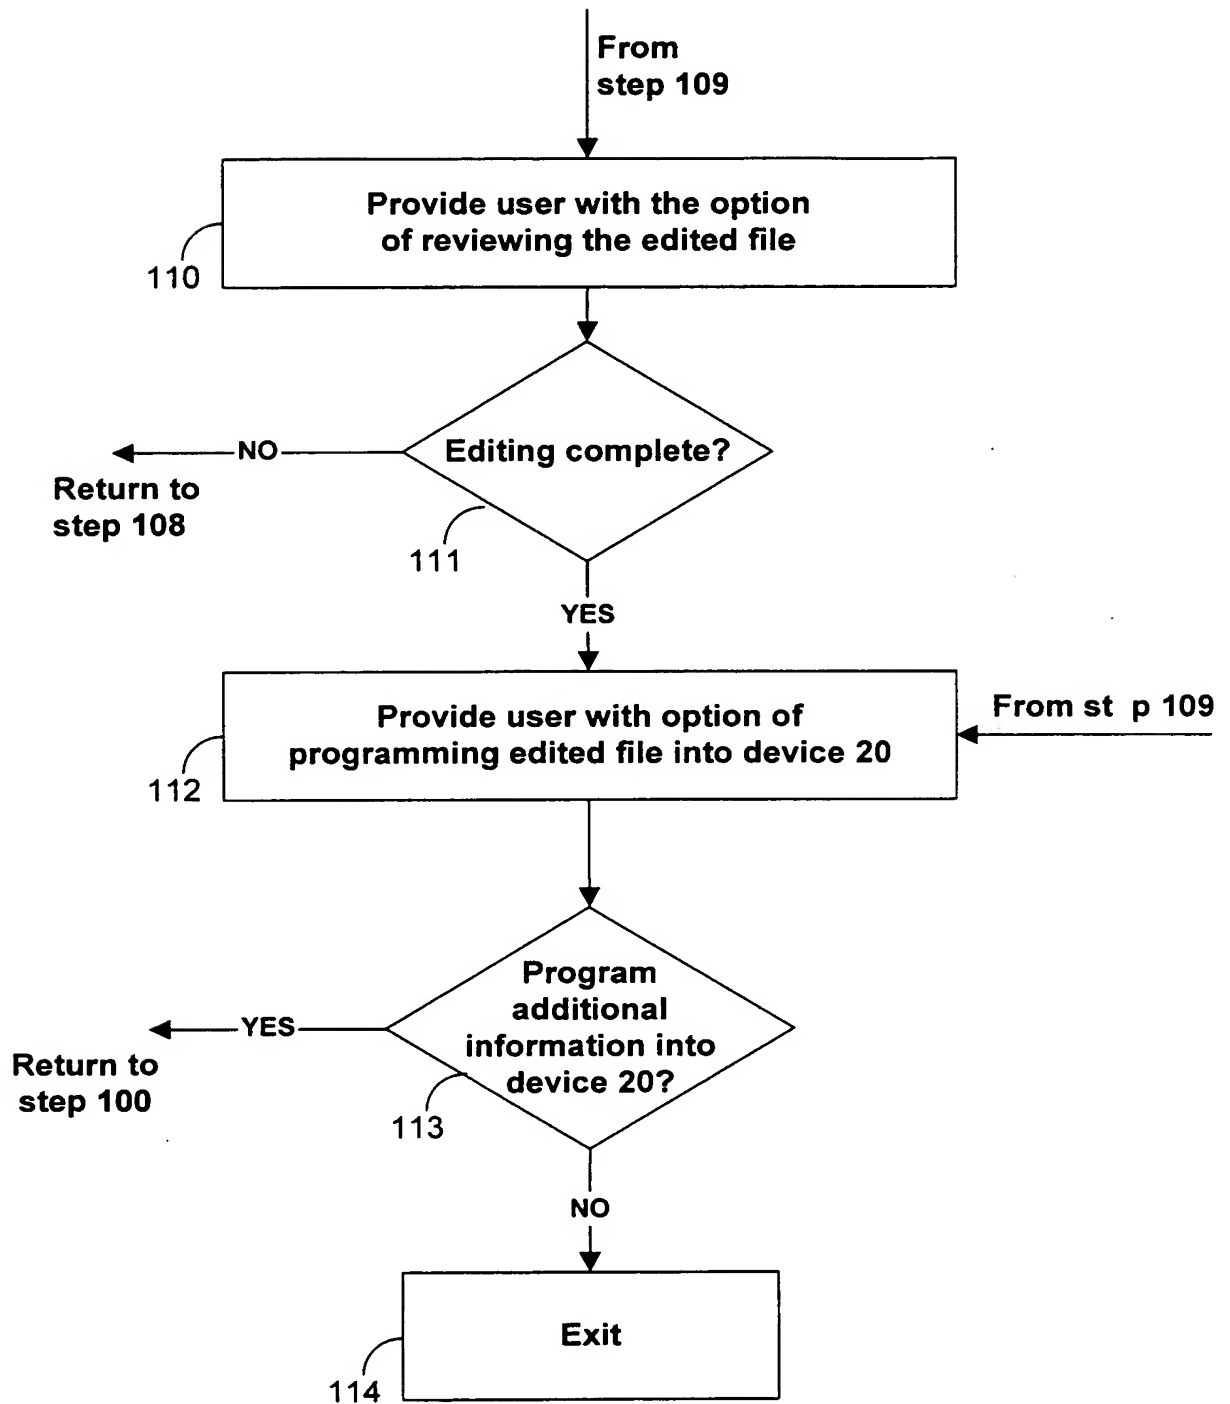 From
step 109
Provide user with the option
of reviewing the edited file
110
Editing complete?
NO
Return to
step 108
111
YES
Provide user with option of
programming edited file into device 20
From st p 109
112
Program
additional
information into
device 20?
YES
Return to
step 100
113
NO
Exit
114